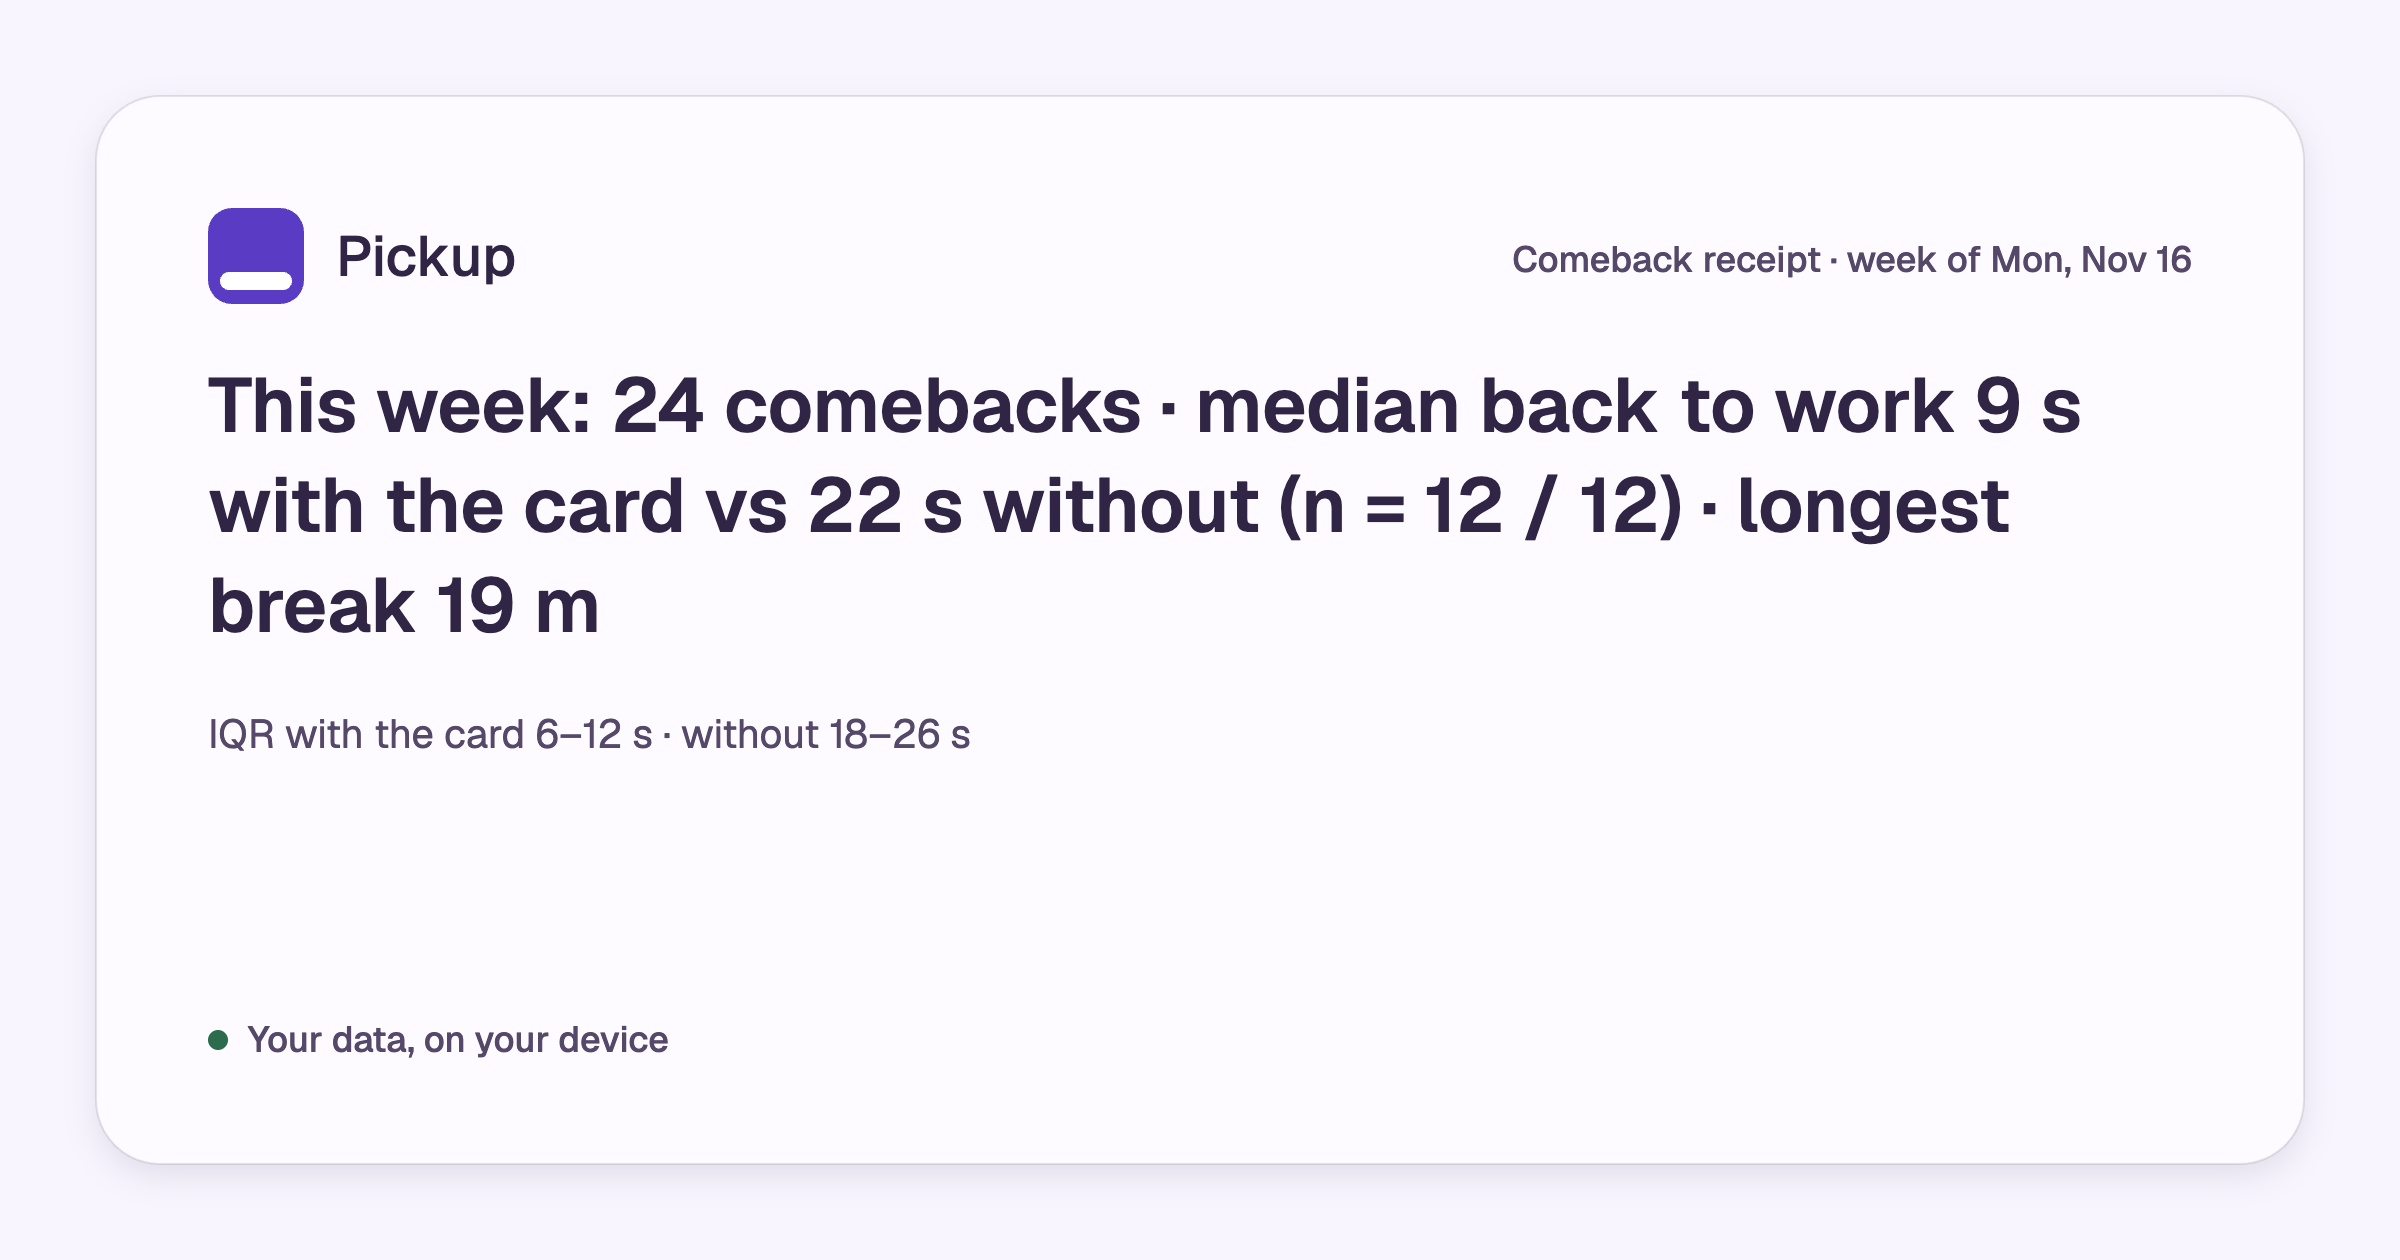 Pickup
Comeback receipt · week of Mon, Nov 16
This week: 24 comebacks · median back to work 9 s
with the card vs 22 s without (n = 12 / 12) · longest
break 19 m
IQR with the card 6–12 s · without 18–26 s
Your data, on your device